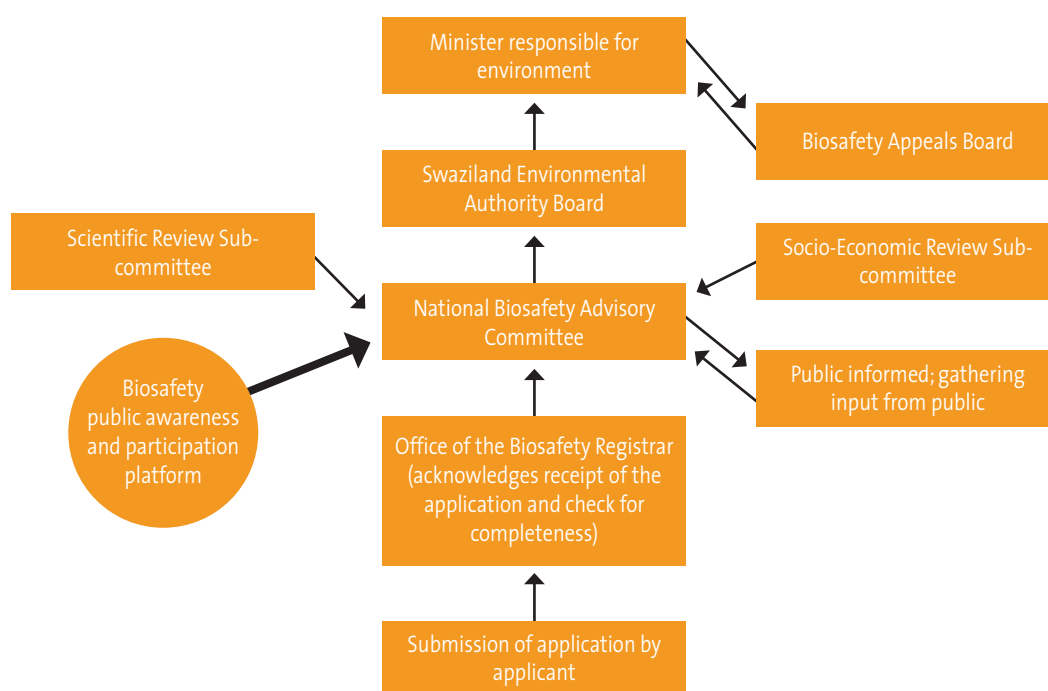 Minister responsible for
environment
Biosafety Appeals Board
Swaziland Environmental
Authority Board
Scientific Review Sub-
committee
Socio-Economic Review Sub-
committee
National Biosafety Advisory
Committee
Public informed; gathering
input from public
Biosafety
public awareness
and participation
platform
Office of the Biosafety Registrar
(acknowledges receipt of the
application and check for
completeness)
Submission of application by
applicant